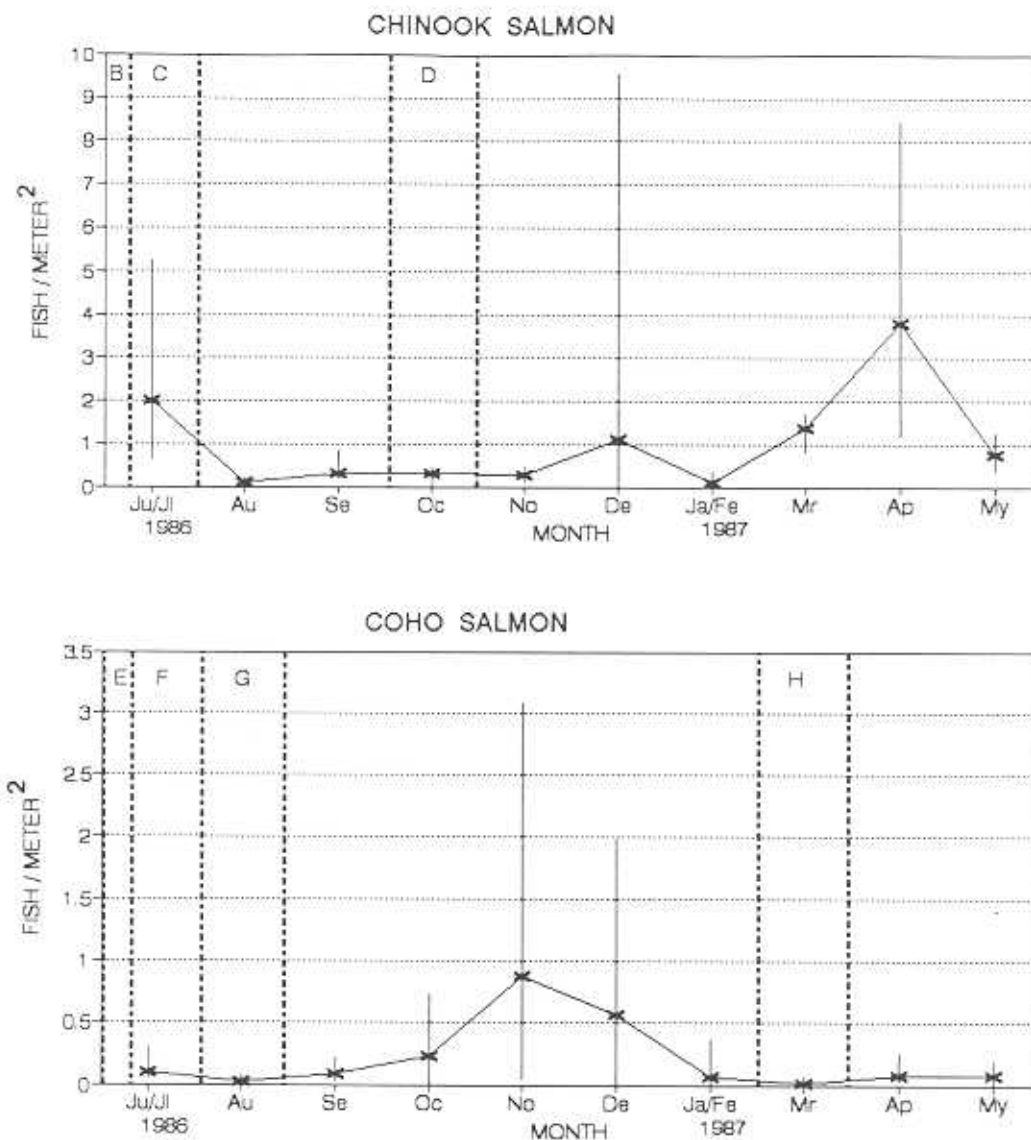 CHINOOK SALMON
10
B C D
9
8
7
6
5
4
3
2
1
0
FISH / METER²
Ju/Jl Au Se Oc No De Ja/Fe Mr Ap My
1986 1987
MONTH
COHO SALMON
3.5
E F G H
3
2.5
2
1.5
1
0.5
0
FISH / METER²
Ju/Jl Au Se Oc No De Ja/Fe Mr Ap My
1986 1987
MONTH